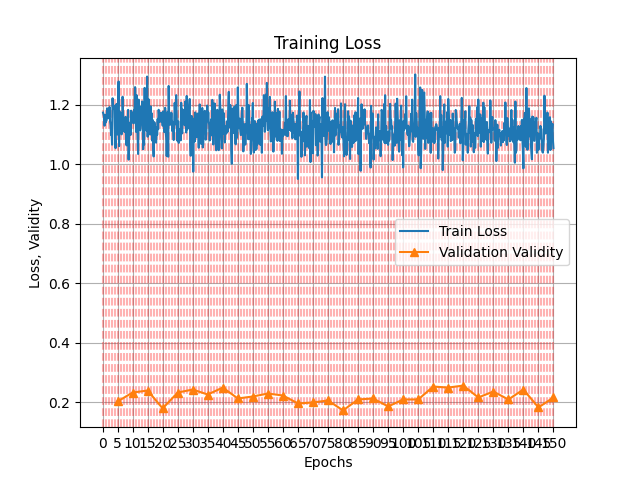 Training Loss
Loss, Validity
1.2
1.0
0.8
0.6
0.4
0.2
Train Loss
Validation Validity
0 5 10 15 20 25 30 35 40 45 50 55 60 65 70 75 80 85 90 95 100 105 110 115 120 125 130 135 140 145 150
Epochs